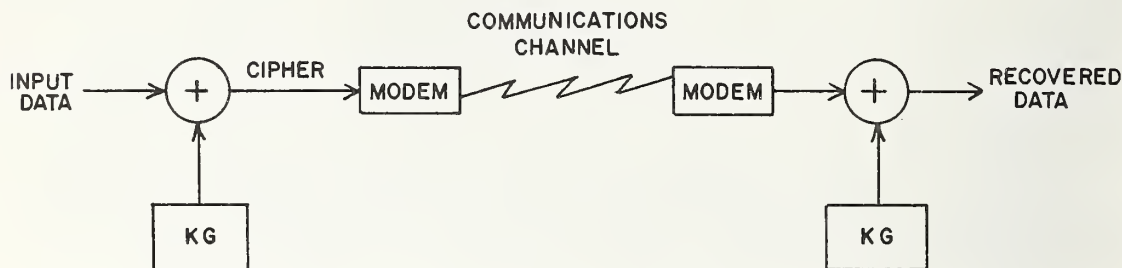 COMMUNICATIONS
CHANNEL
INPUT
DATA
+
CIPHER
MODEM
MODEM
+
RECOVERED
DATA
KG
KG